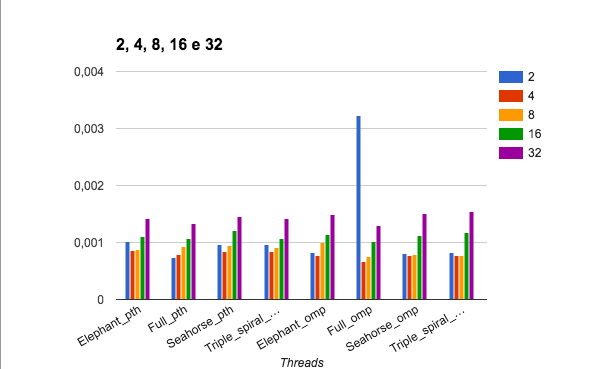 2, 4, 8, 16 e 32
0,004
0,003
0,002
0,001
0
2
4
8
16
32
Elephant_pth
Full_pth
Seahorse_pth
Triple_spiral_…
Elephant_omp
Full_omp
Seahorse_omp
Triple_spiral_…
Threads